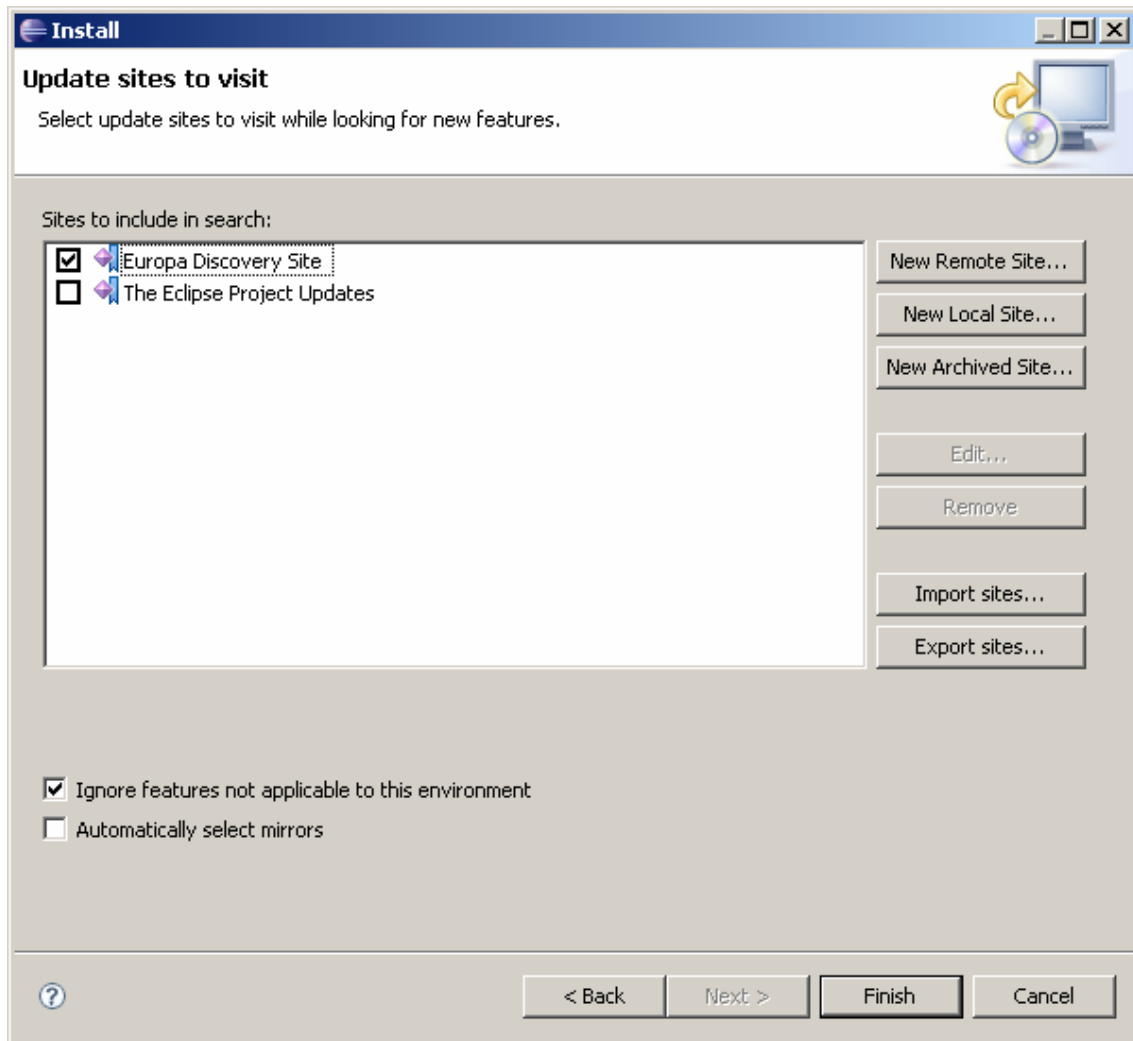 Install
Update sites to visit
Select update sites to visit while looking for new features.
Sites to include in search:
Europa Discovery Site
The Eclipse Project Updates
New Remote Site...
New Local Site...
New Archived Site...
Edit...
Remove
Import sites...
Export sites...
Ignore features not applicable to this environment
Automatically select mirrors
?
< Back
Next >
Finish
Cancel